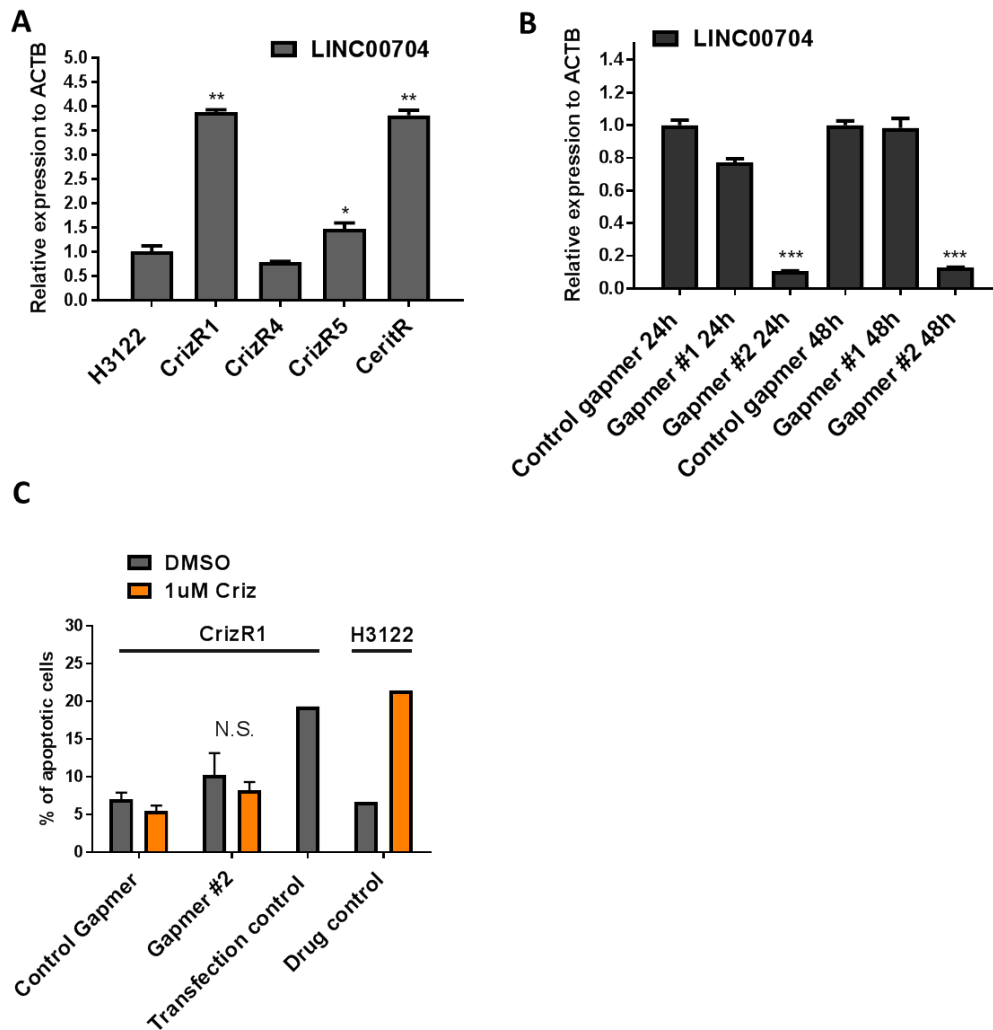 A
LINC00704
Relative expression to ACTB
5.0
4.5
4.0
3.5
3.0
2.5
2.0
1.5
1.0
0.5
0.0
**
*
**
H3122
CrizR1
CrizR4
CrizR5
CeritR
B
LINC00704
Relative expression to ACTB
1.4
1.2
1.0
0.8
0.6
0.4
0.2
0.0
***
***
Control gapmer 24h
Gapmer #1 24h
Gapmer #2 24h
Control gapmer 48h
Gapmer #1 48h
Gapmer #2 48h
C
DMSO
1uM Criz
% of apoptotic cells
30
25
20
15
10
5
0
CrizR1
H3122
N.S.
Control Gapmer
Gapmer #2
Transfection control
Drug control